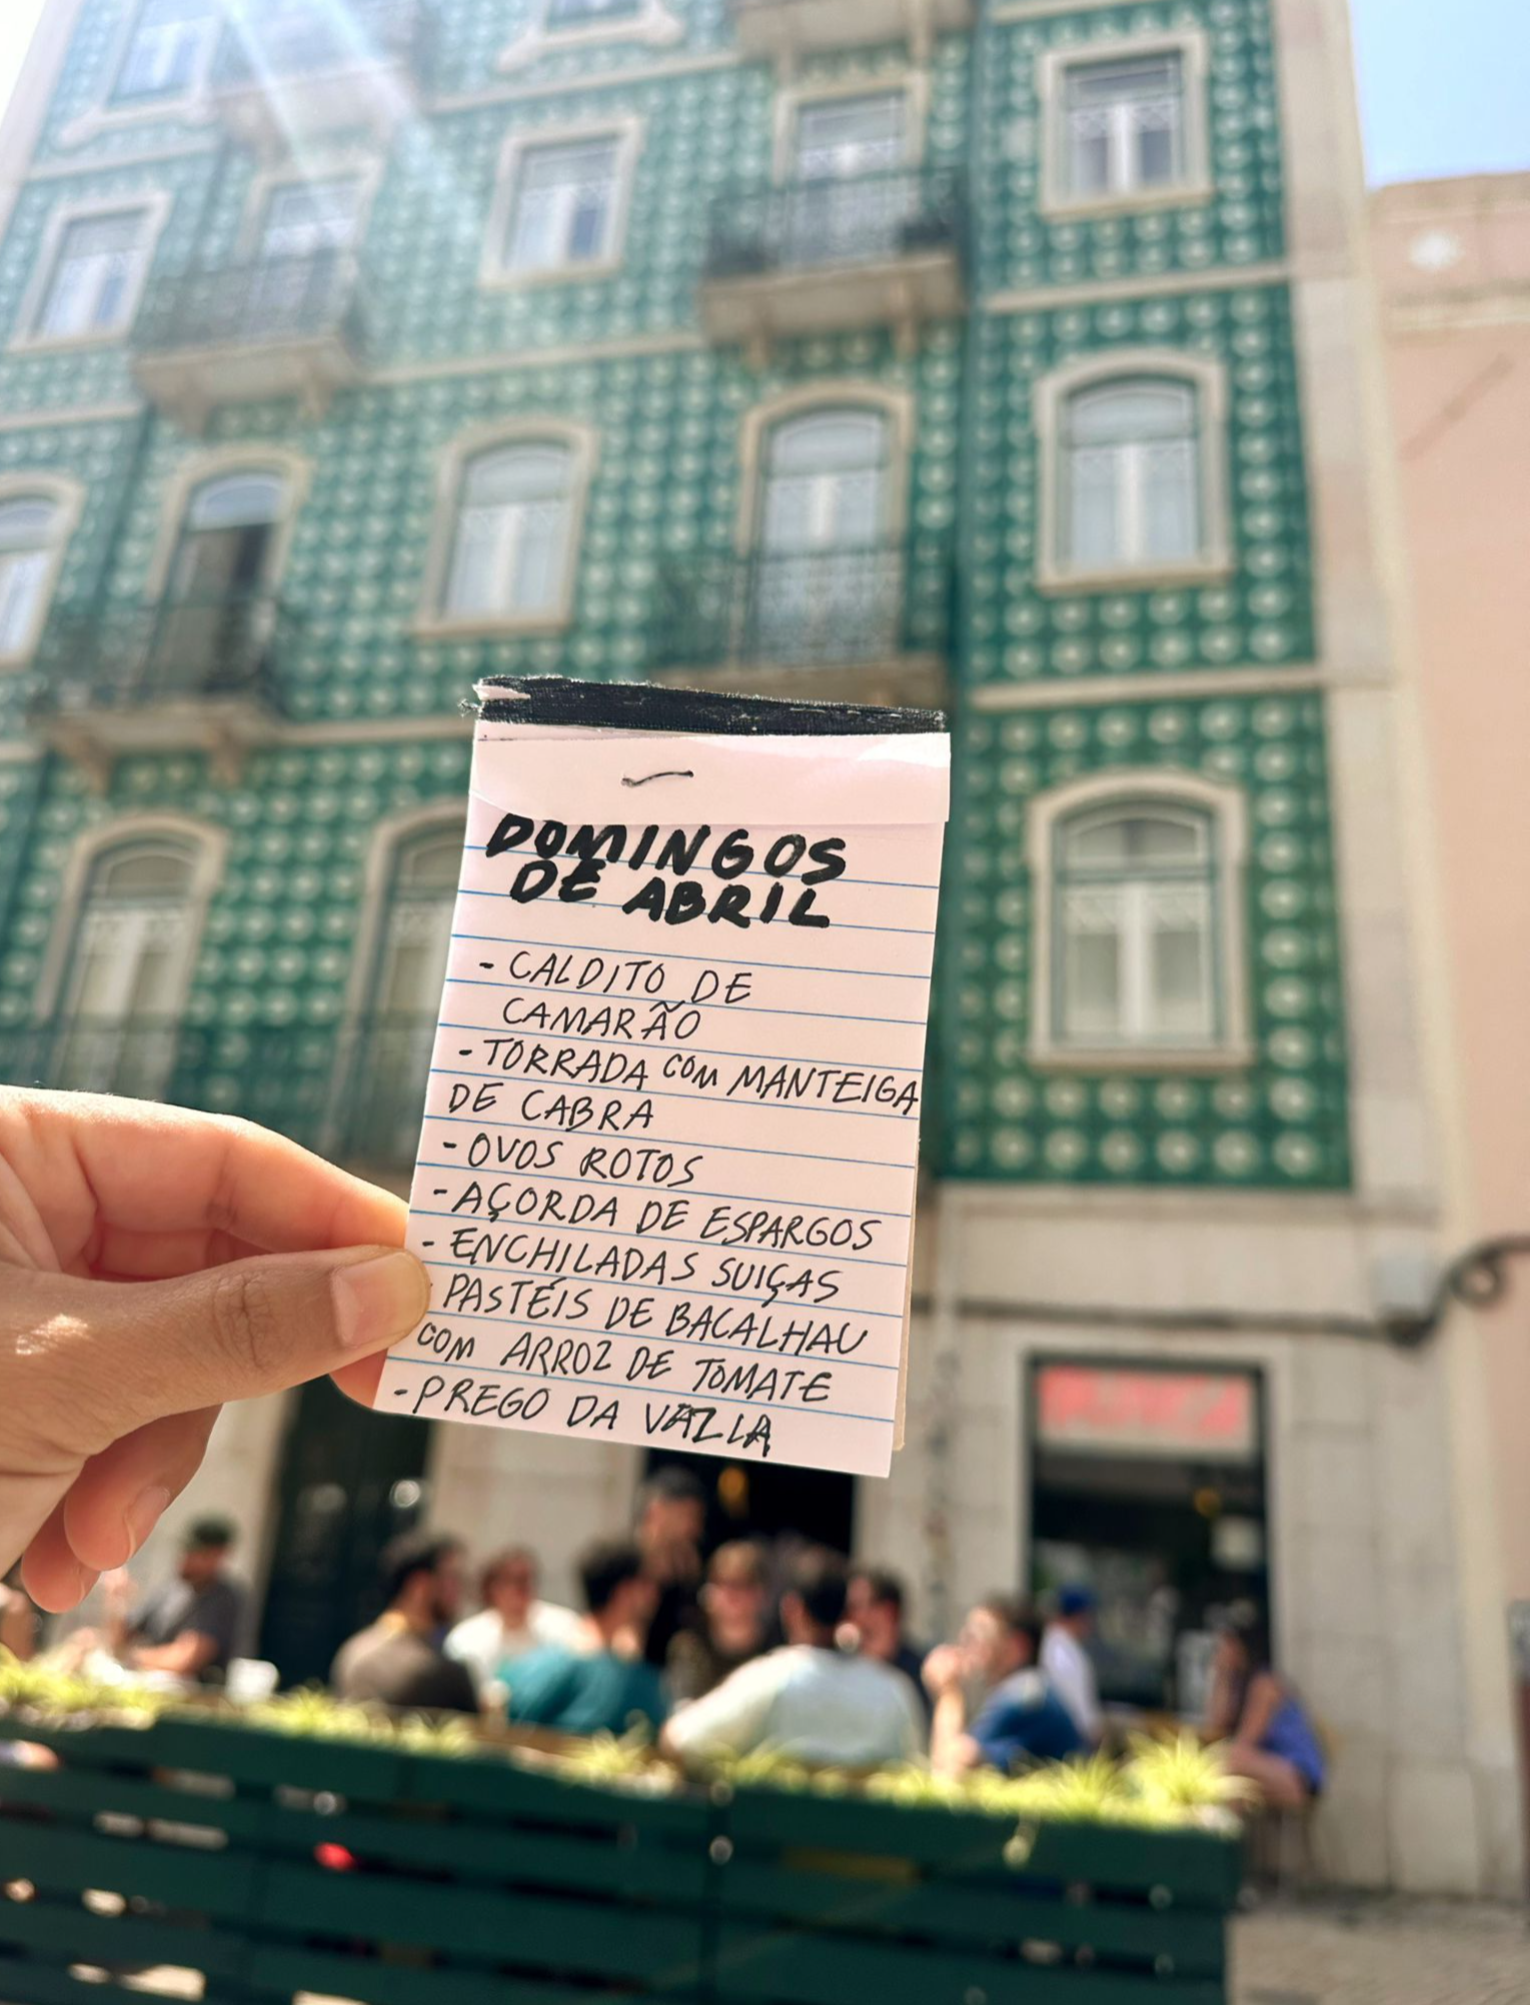 DOMINGOS
DE ABRIL
- CALDITO DE
CAMARÃO
- TORRADA COM MANTEIGA
DE CABRA
- OVOS ROTOS
- AÇORDA DE ESPARGOS
- ENCHILADAS SUIÇAS
- PASTÉIS DE BACALHAU
COM ARROZ DE TOMATE
- PREGO DA VAZIA